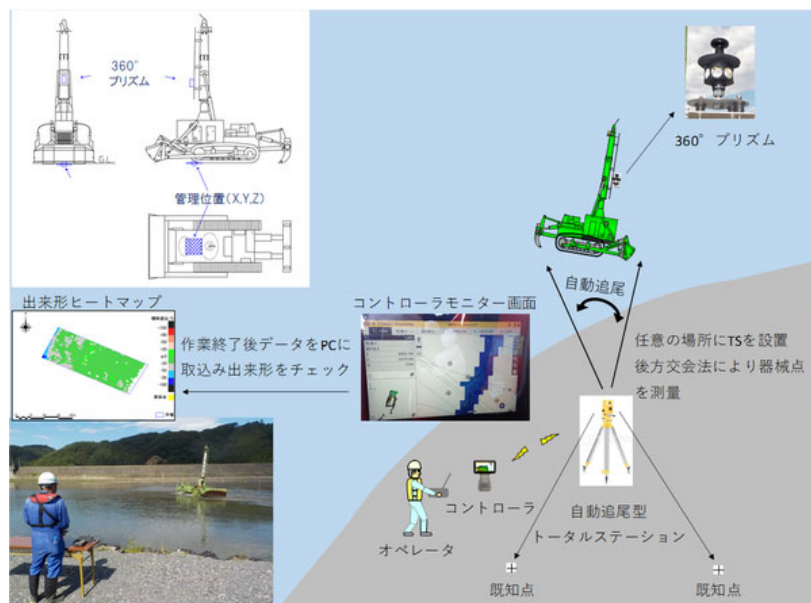 360°
プリズム
G.L
管理位置(X,Y,Z)
360° プリズム
自動追尾
出来形ヒートマップ
コントローラモニター画面
作業終了後データをPCに
取込み出来形をチェック
任意の場所にTSを設置
後方交会法により器械点
を測量
コントローラ
オペレータ
自動追尾型
トータルステーション
既知点
既知点